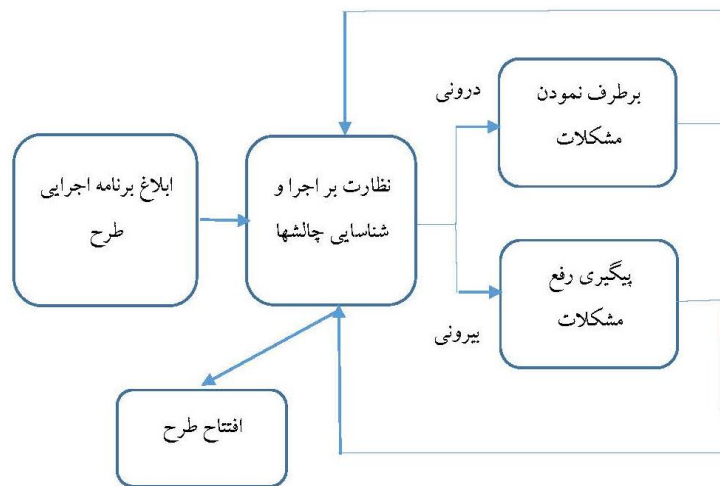 ابلاغ برنامه اجرایی
طرح
نظارت بر اجرا و
شناسایی چالشها
درونی
برطرف نمودن
مشکلات
بیرونی
پیگیری رفع
مشکلات
افتتاح طرح